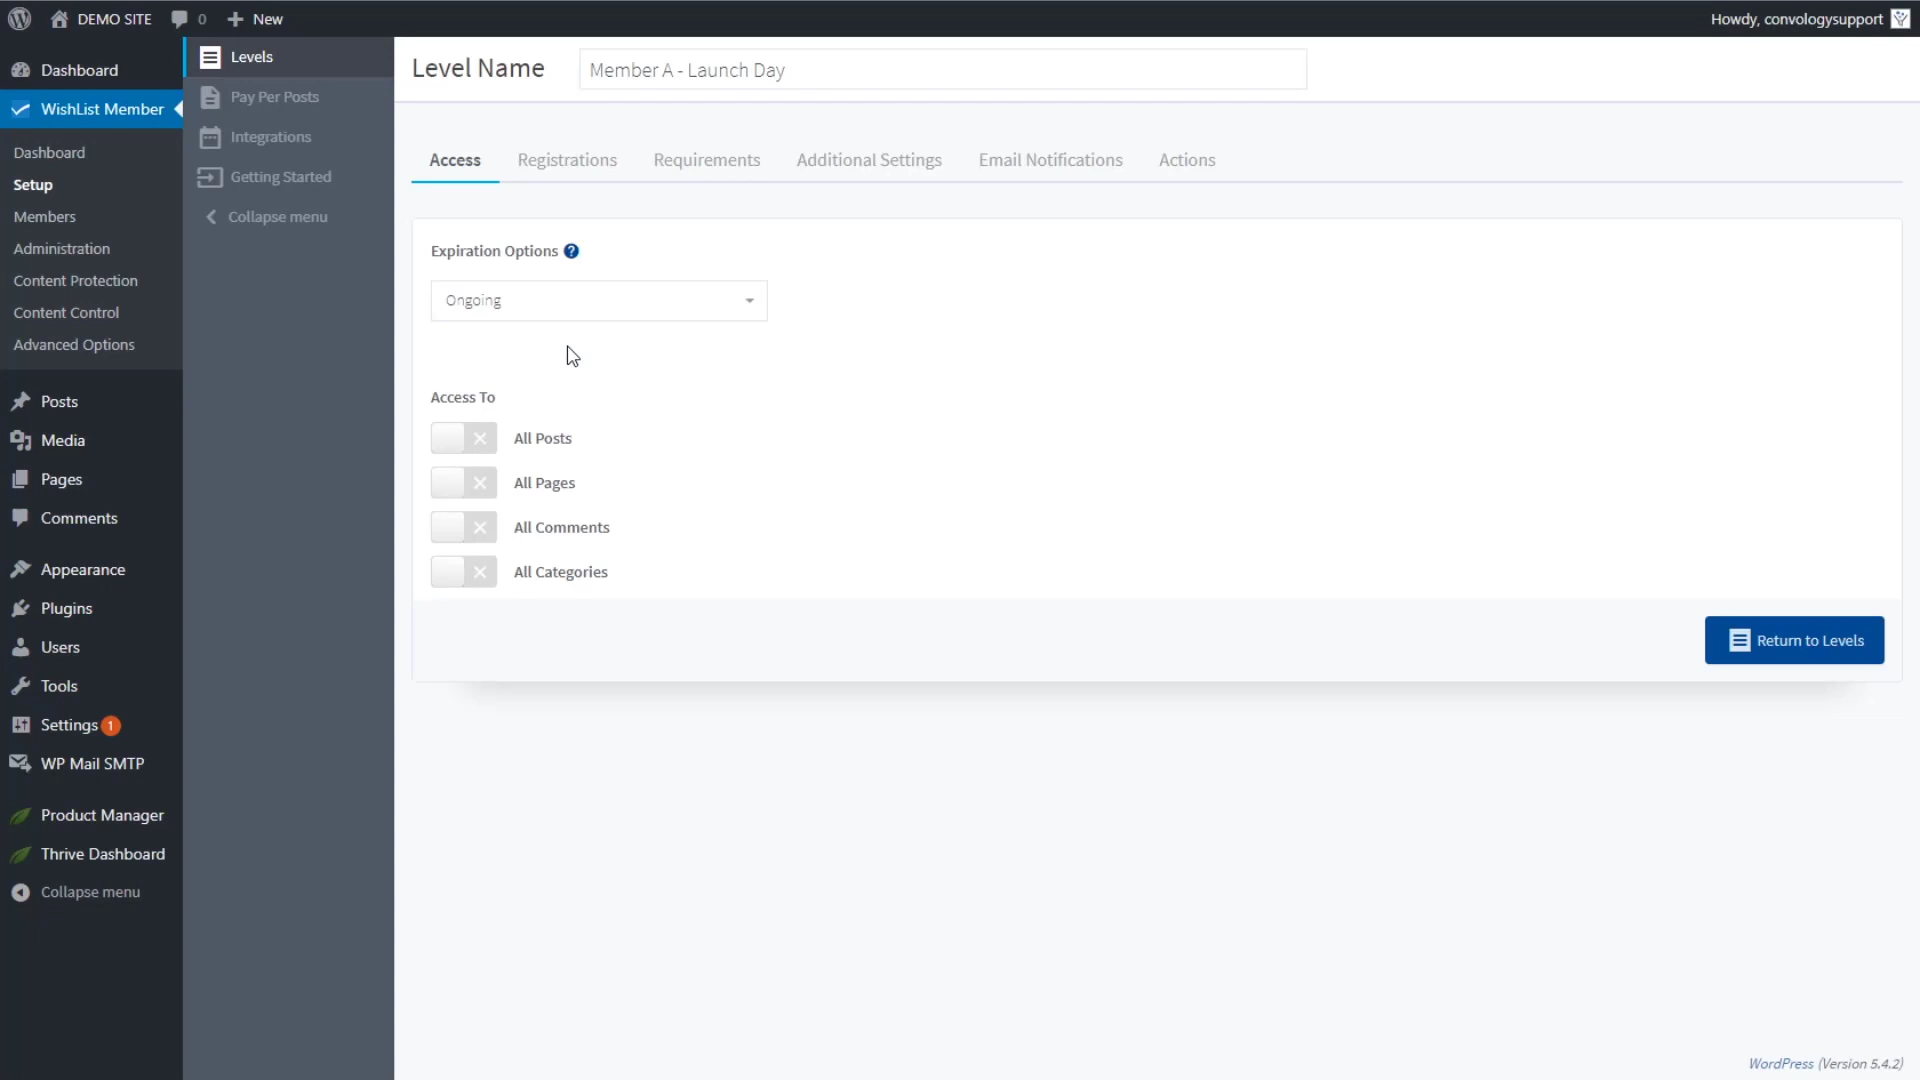 DEMO SITE
0
New
Howdy, convologysupport
Dashboard
WishList Member
Dashboard
Setup
Members
Administration
Content Protection
Content Control
Advanced Options
Posts
Media
Pages
Comments
Appearance
Plugins
Users
Tools
Settings 1
WP Mail SMTP
Product Manager
Thrive Dashboard
Collapse menu
Levels
Pay Per Posts
Integrations
Getting Started
Collapse menu
Level Name
Member A - Launch Day
Access
Registrations
Requirements
Additional Settings
Email Notifications
Actions
Expiration Options ?
Ongoing
Access To
All Posts
All Pages
All Comments
All Categories
Return to Levels
WordPress (Version 5.4.2)